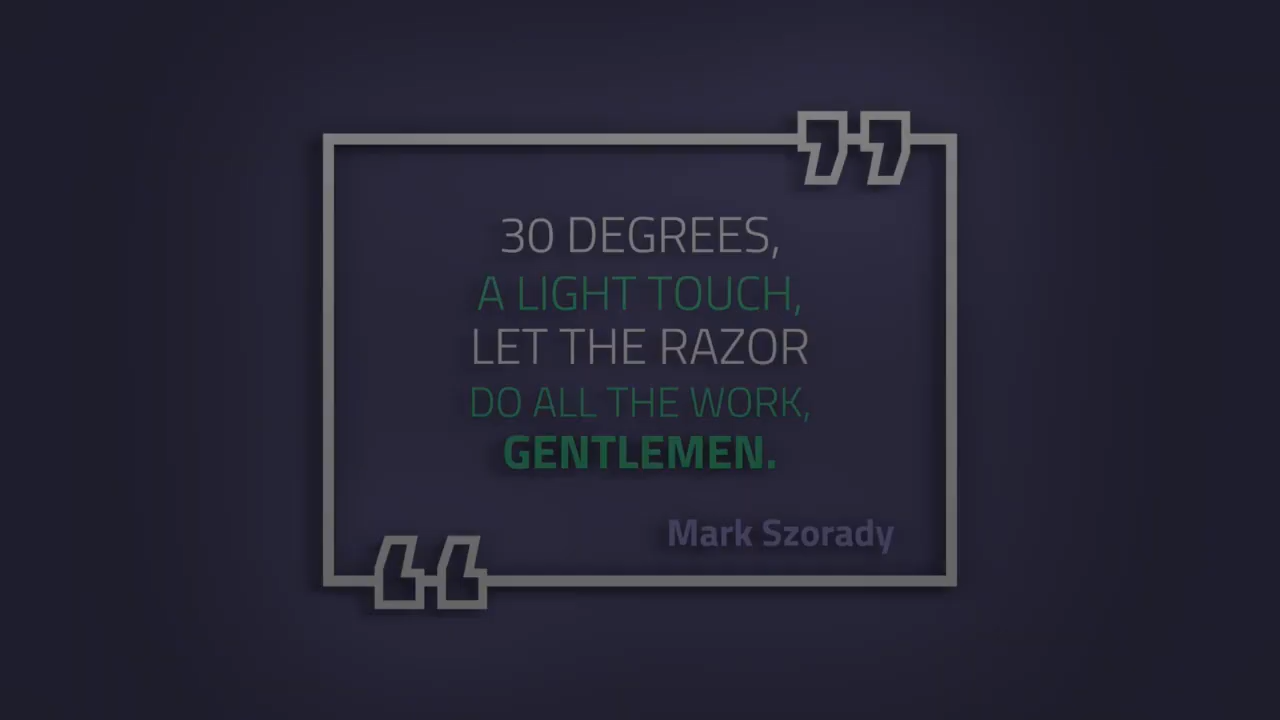 30 DEGREES,
A LIGHT TOUCH,
LET THE RAZOR
DO ALL THE WORK,
GENTLEMEN.
Mark Szorady